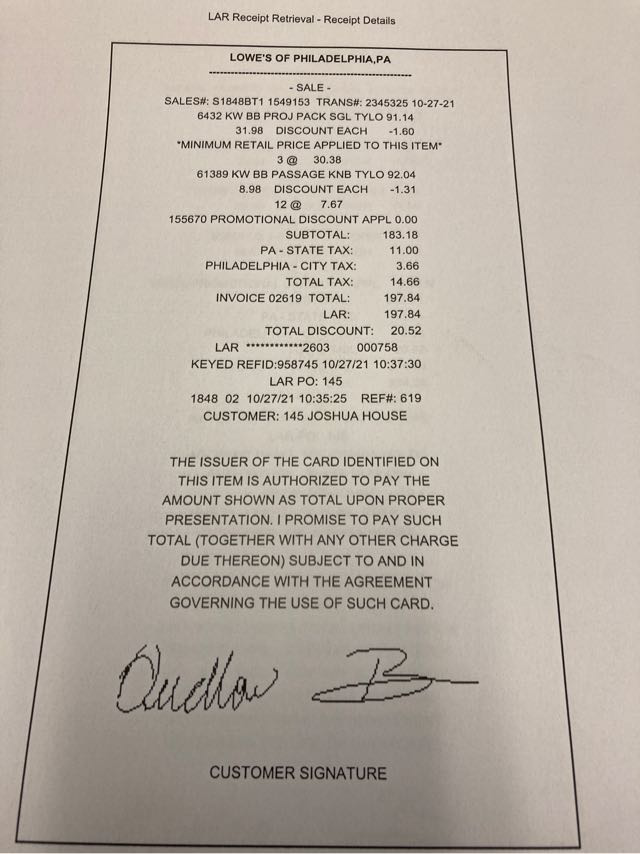 LAR Receipt Retrieval - Receipt Details
LOWE'S OF PHILADELPHIA,PA
- SALE -
SALES#: S1848BT1 1549153 TRANS#: 2345325 10-27-21
6432 KW BB PROJ PACK SGL TYLO 91.14
31.98 DISCOUNT EACH -1.60
*MINIMUM RETAIL PRICE APPLIED TO THIS ITEM*
3 @ 30.38
61389 KW BB PASSAGE KNB TYLO 92.04
8.98 DISCOUNT EACH -1.31
12 @ 7.67
155670 PROMOTIONAL DISCOUNT APPL 0.00
SUBTOTAL: 183.18
PA - STATE TAX: 11.00
PHILADELPHIA - CITY TAX: 3.66
TOTAL TAX: 14.66
INVOICE 02619 TOTAL: 197.84
LAR: 197.84
TOTAL DISCOUNT: 20.52
LAR ************2603 000758
KEYED REFID:958745 10/27/21 10:37:30
LAR PO: 145
1848 02 10/27/21 10:35:25 REF#: 619
CUSTOMER: 145 JOSHUA HOUSE
THE ISSUER OF THE CARD IDENTIFIED ON
THIS ITEM IS AUTHORIZED TO PAY THE
AMOUNT SHOWN AS TOTAL UPON PROPER
PRESENTATION. I PROMISE TO PAY SUCH
TOTAL (TOGETHER WITH ANY OTHER CHARGE
DUE THEREON) SUBJECT TO AND IN
ACCORDANCE WITH THE AGREEMENT
GOVERNING THE USE OF SUCH CARD.
CUSTOMER SIGNATURE